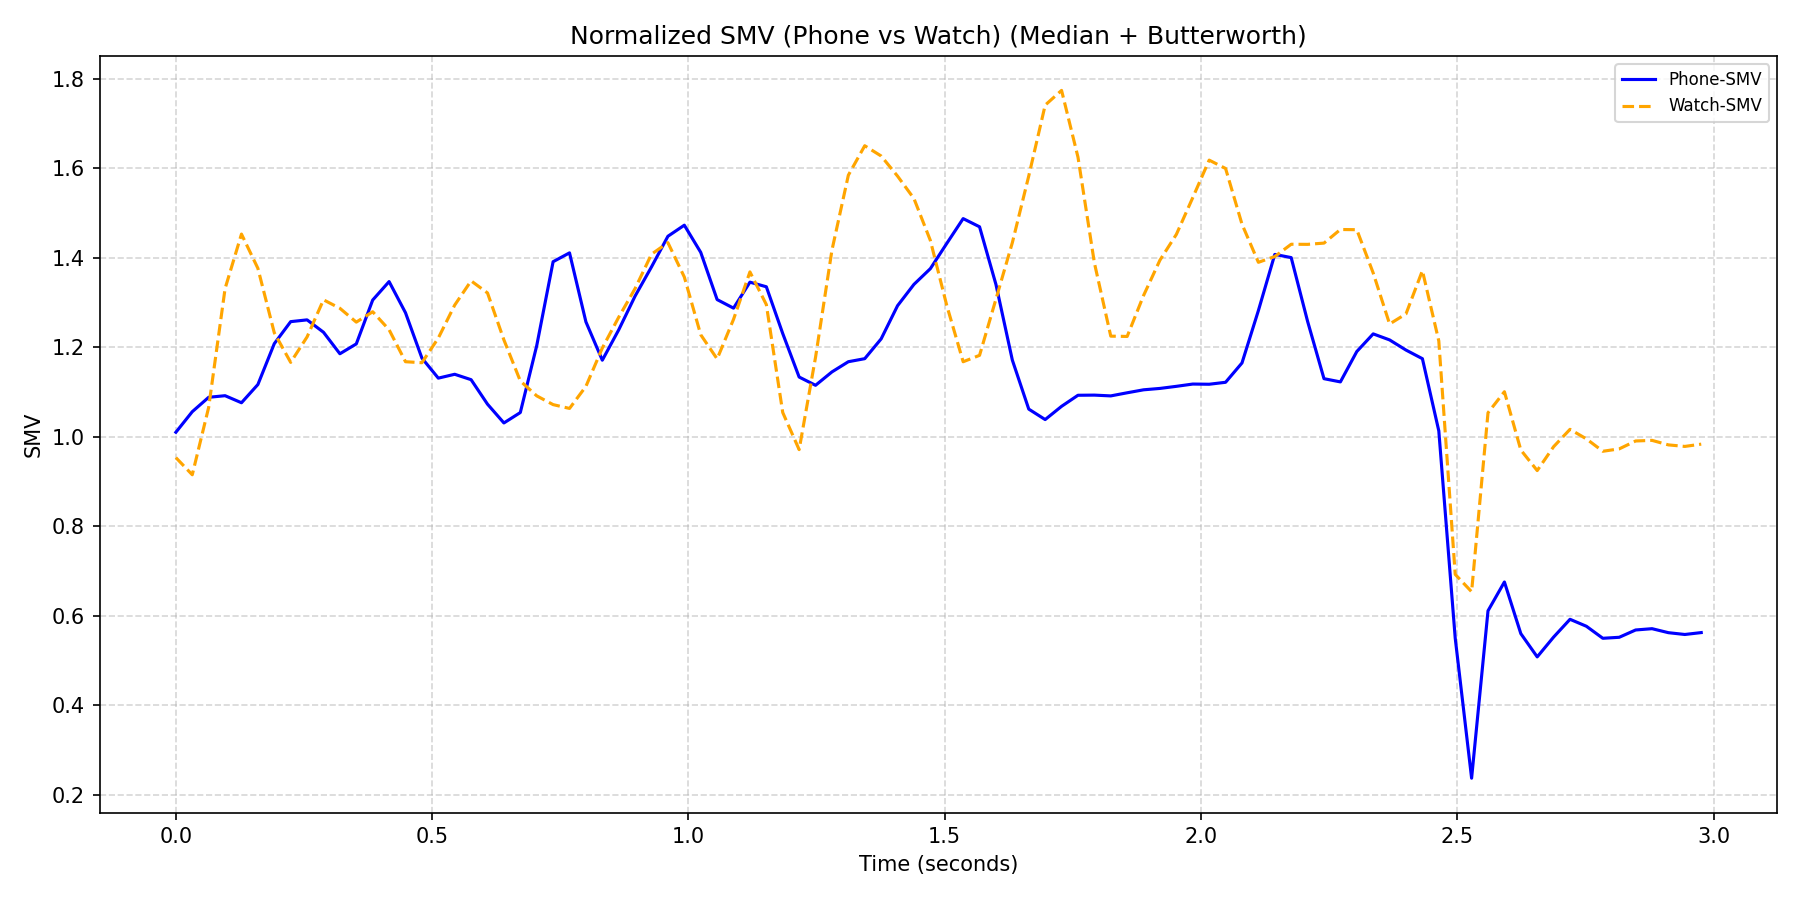 Normalized SMV (Phone vs Watch) (Median + Butterworth)
Phone-SMV
Watch-SMV
1.8
1.6
1.4
1.2
1.0
0.8
0.6
0.4
0.2
SMV
0.0 0.5 1.0 1.5 2.0 2.5 3.0
Time (seconds)